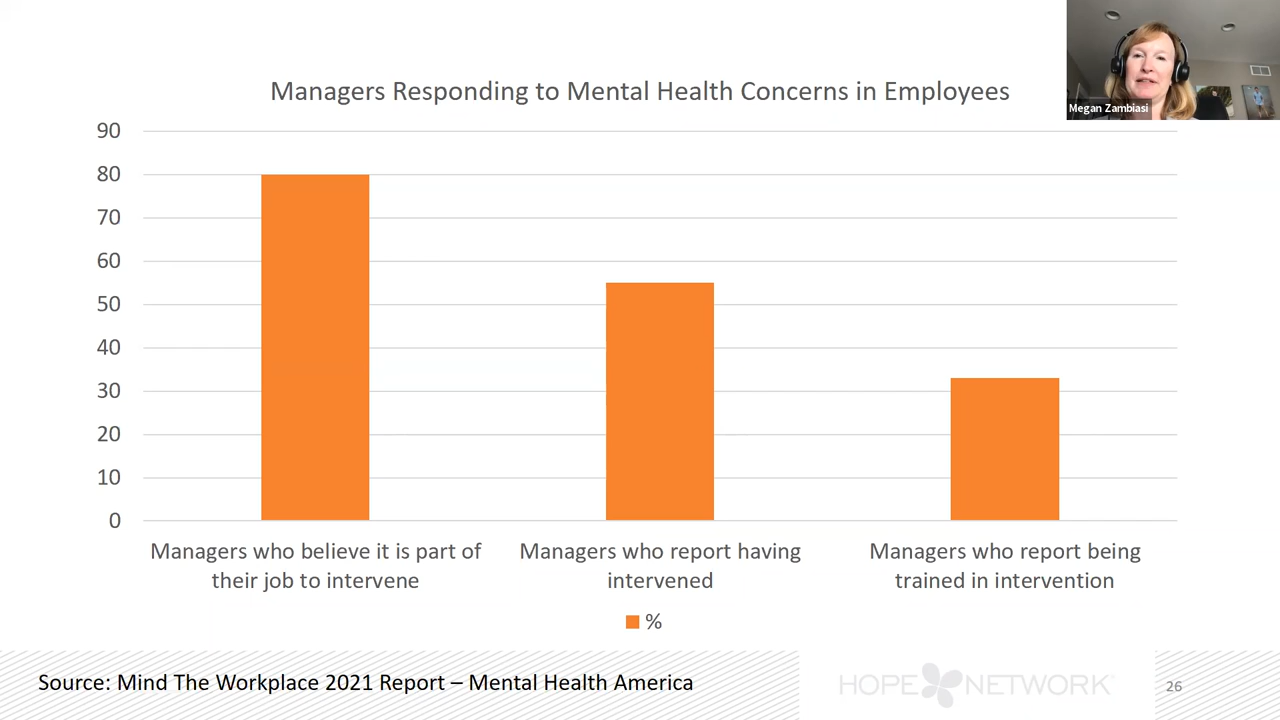 Megan Zambiasi
Managers Responding to Mental Health Concerns in Employees
90
80
70
60
50
40
30
20
10
0
Managers who believe it is part of
their job to intervene
Managers who report having
intervened
Managers who report being
trained in intervention
%
Source: Mind The Workplace 2021 Report – Mental Health America
HOPE NETWORK
26